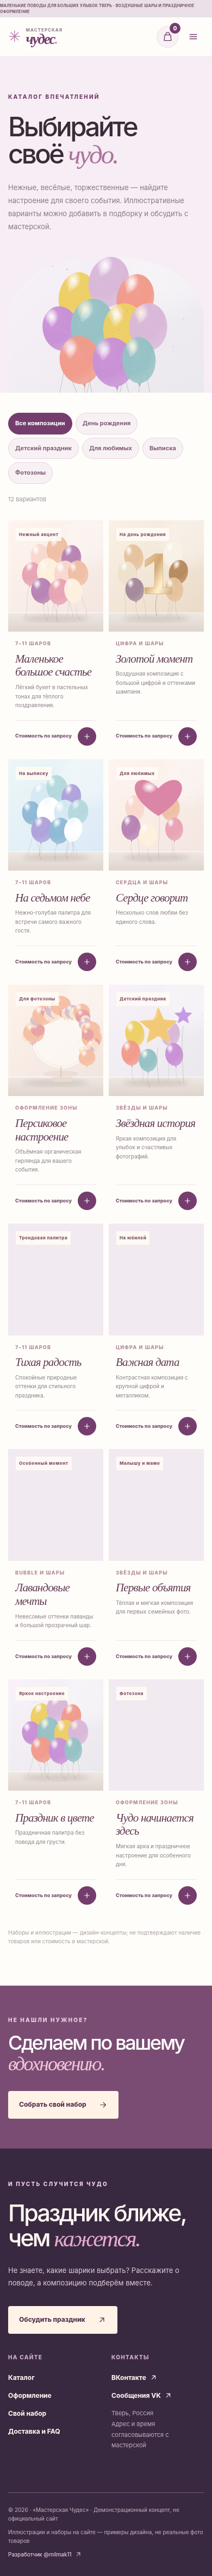 МАЛЕНЬКИЕ ПОВОДЫ ДЛЯ БОЛЬШИХ УЛЫБОК ТВЕРЬ · ВОЗДУШНЫЕ ШАРЫ И ПРАЗДНИЧНОЕ
ОФОРМЛЕНИЕ
МАСТЕРСКАЯ
чудес.
0
КАТАЛОГ ВПЕЧАТЛЕНИЙ
Выбирайте
своё чудо.
Нежные, весёлые, торжественные — найдите
настроение для своего события. Иллюстративные
варианты можно добавить в подборку и обсудить с
мастерской.
Все композиции
День рождения
Детский праздник
Для любимых
Выписка
Фотозоны
12 вариантов
Нежный акцент
7–11 ШАРОВ
Маленькое
большое счастье
Лёгкий букет в пастельных
тонах для тёплого
поздравления.
Стоимость по запросу
На день рождения
ЦИФРА И ШАРЫ
Золотой момент
Воздушная композиция с
большой цифрой и оттенками
шампани.
Стоимость по запросу
На выписку
7–11 ШАРОВ
На седьмом небе
Нежно-голубая палитра для
встречи самого важного
гостя.
Стоимость по запросу
Для любимых
СЕРДЦА И ШАРЫ
Сердце говорит
Несколько слов любви без
единого слова.
Стоимость по запросу
Для фотозоны
ОФОРМЛЕНИЕ ЗОНЫ
Персиковое
настроение
Объёмная органическая
гирлянда для вашего
события.
Стоимость по запросу
Детский праздник
ЗВЁЗДЫ И ШАРЫ
Звёздная история
Яркая композиция для
улыбок и счастливых
фотографий.
Стоимость по запросу
Трендовая палитра
7–11 ШАРОВ
Тихая радость
Спокойные природные
оттенки для стильного
праздника.
Стоимость по запросу
На юбилей
ЦИФРА И ШАРЫ
Важная дата
Контрастная композиция с
крупной цифрой и
металликом.
Стоимость по запросу
Особенный момент
BUBBLE И ШАРЫ
Лавандовые
мечты
Невесомые оттенки лаванды
и большой прозрачный шар.
Стоимость по запросу
Малышу и маме
ЗВЁЗДЫ И ШАРЫ
Первые объятия
Тёплая и мягкая композиция
для первых семейных фото.
Стоимость по запросу
Яркое настроение
7–11 ШАРОВ
Праздник в цвете
Праздничная палитра без
повода для грусти.
Стоимость по запросу
Фотозона
ОФОРМЛЕНИЕ ЗОНЫ
Чудо начинается
здесь
Мягкая арка и праздничное
настроение для особенного
дня.
Стоимость по запросу
Наборы и иллюстрации — дизайн-концепты; не подтверждают наличие
товаров или стоимость в мастерской.
НЕ НАШЛИ НУЖНОЕ?
Сделаем по вашему
вдохновению.
Собрать свой набор
И ПУСТЬ СЛУЧИТСЯ ЧУДО
Праздник ближе,
чем кажется.
Не знаете, какие шарики выбрать? Расскажите о
поводе, а композицию подберём вместе.
Обсудить праздник
НА САЙТЕ
Каталог
Оформление
Свой набор
Доставка и FAQ
КОНТАКТЫ
ВКонтакте
Сообщения VK
Тверь, Россия
Адрес и время
согласовываются с
мастерской
© 2026 · «Мастерская Чудес» · Демонстрационный концепт, не
официальный сайт
Иллюстрации и наборы на сайте — примеры дизайна, не реальные фото
товаров
Разработчик @mllmak11